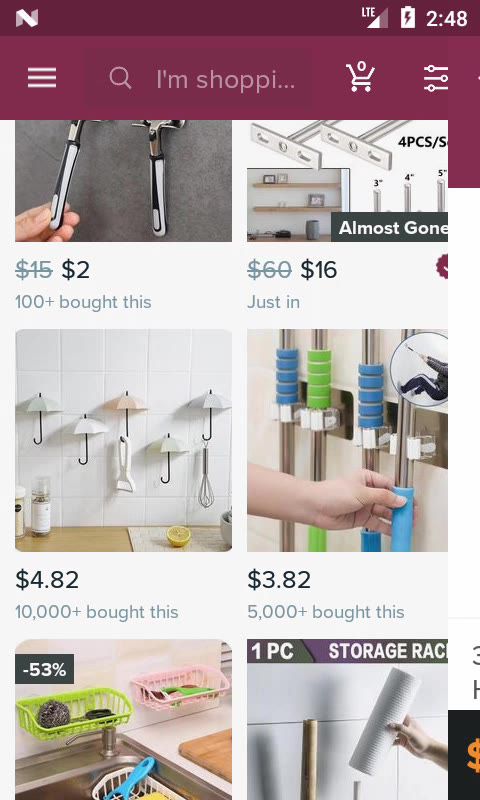 LTE 2:48
I'm shoppi...
0
4PCS/S
3" 4" 5"
Almost Gone
$15 $2
$60 $16
100+ bought this
Just in
$4.82
$3.82
10,000+ bought this
5,000+ bought this
3
H
-53%
1 PC STORAGE RAC
$